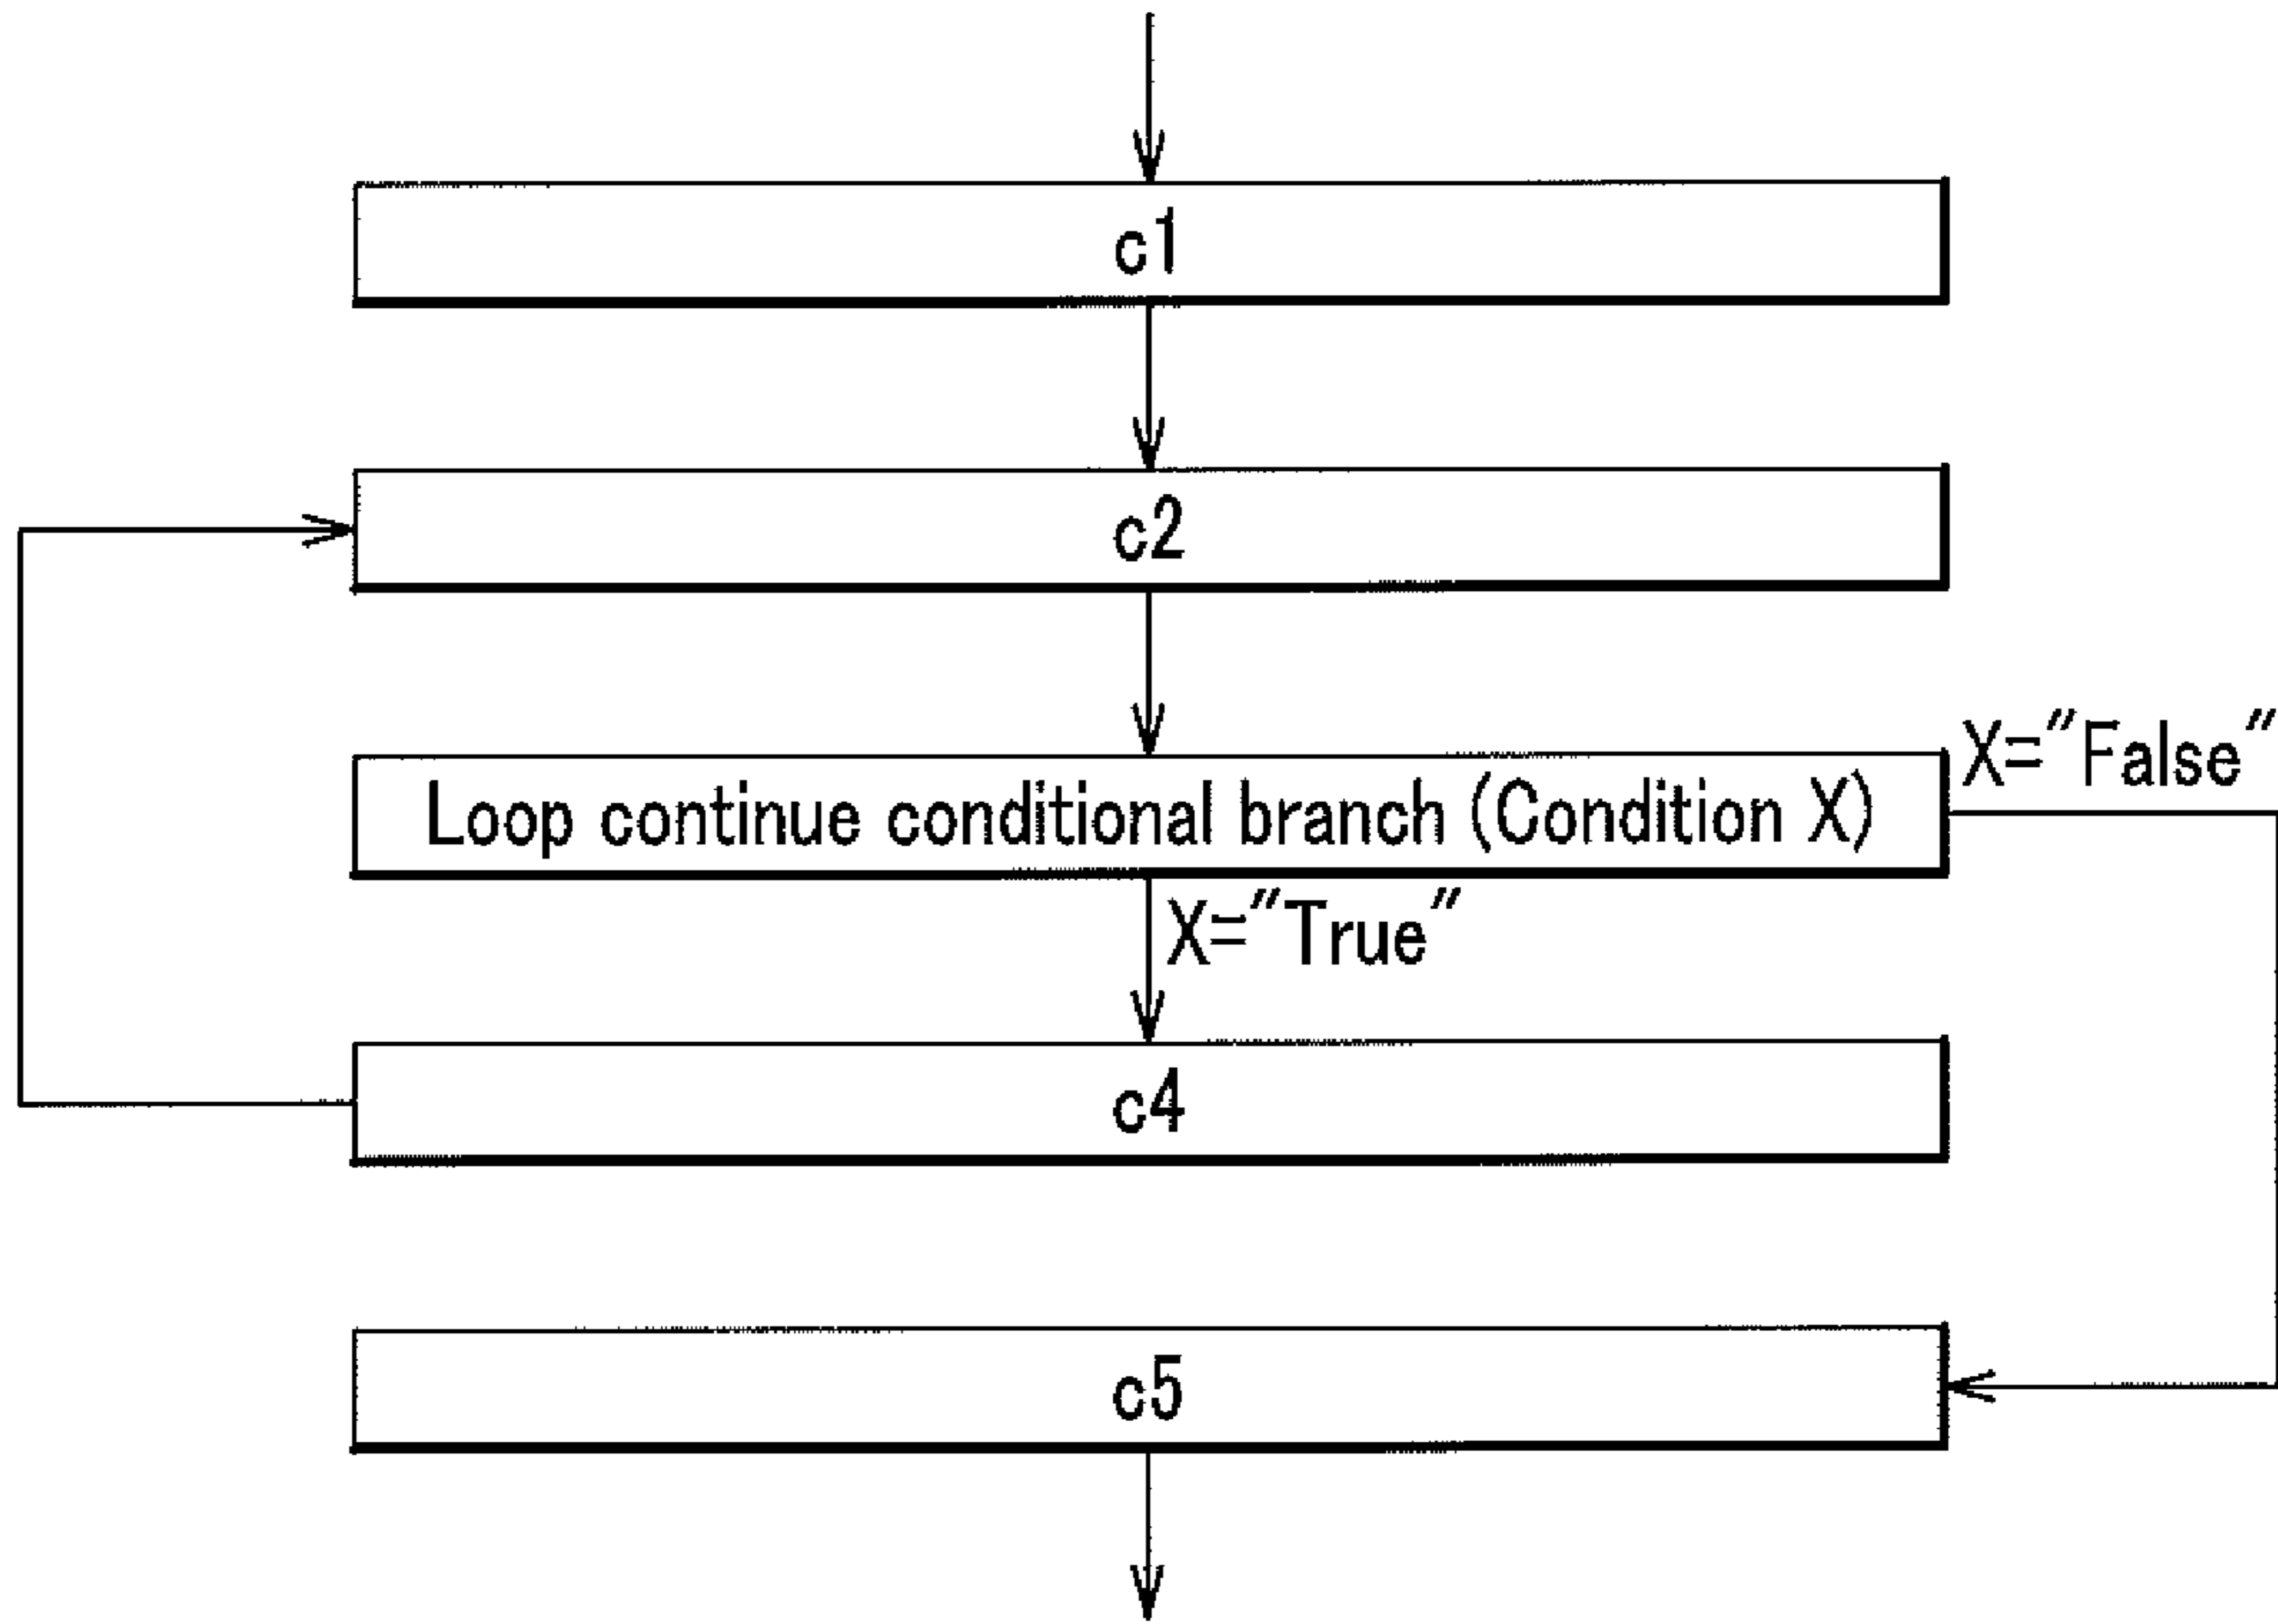 c1
c2
X="False"
Loop continue conditional branch (Condition X)
X="True"
c4
c5